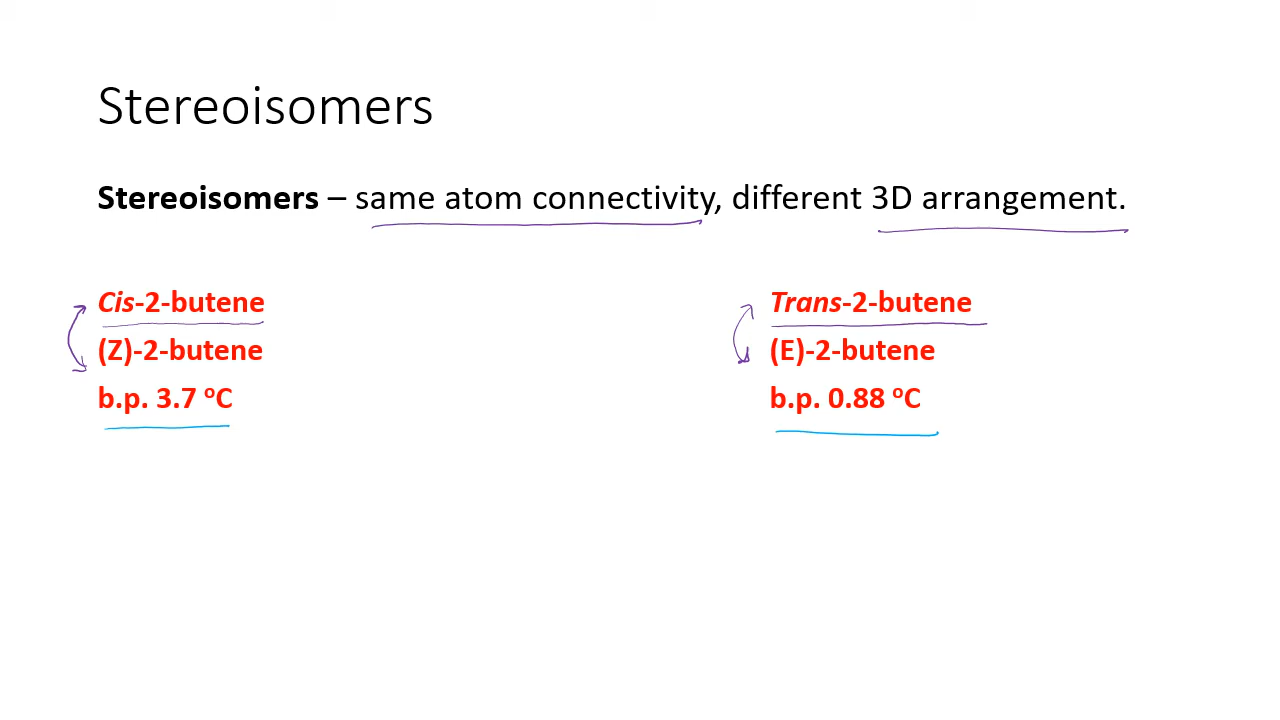 Stereoisomers
Stereoisomers – same atom connectivity, different 3D arrangement.
Cis-2-butene
(Z)-2-butene
b.p. 3.7 ºC
Trans-2-butene
(E)-2-butene
b.p. 0.88 ºC